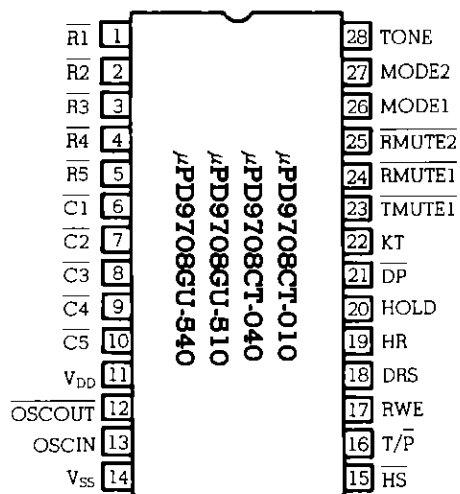 R1 1
R2 2
R3 3
R4 4
R5 5
C1 6
C2 7
C3 8
C4 9
C5 10
VDD 11
OSCOUT 12
OSCIN 13
VSS 14
μPD9708CT-010
μPD9708CT-040
μPD9708GU-510
μPD9708GU-540
28 TONE
27 MODE2
26 MODE1
25 RMUTE2
24 RMUTE1
23 TMUTE1
22 KT
21 DP
20 HOLD
19 HR
18 DRS
17 RWE
16 T/P
15 HS